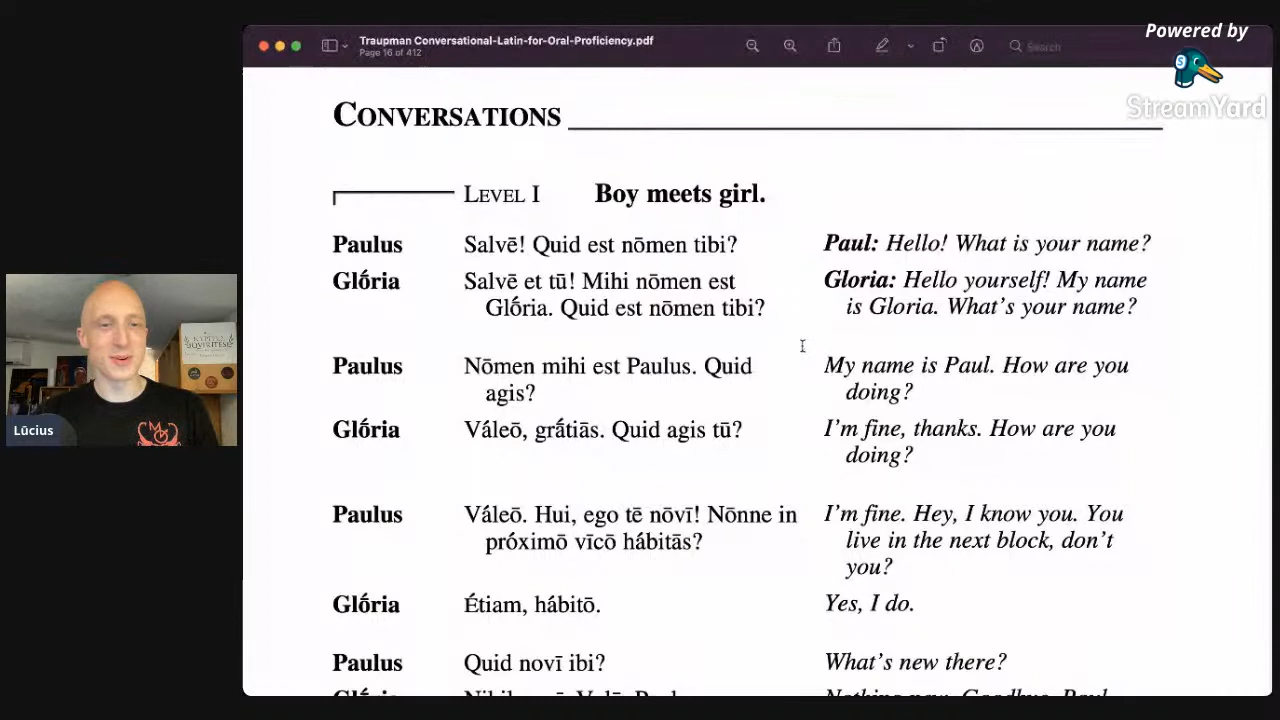 Powered by
StreamYard
Traupman Conversational-Latin-for-Oral-Proficiency.pdf
Page 16 of 412
Search
CONVERSATIONS
LEVEL I Boy meets girl.
Paulus Salvē! Quid est nōmen tibi? Paul: Hello! What is your name?
Glṓria Salvē et tū! Mihi nōmen est Gloria: Hello yourself! My name
Glṓria. Quid est nōmen tibi? is Gloria. What's your name?
Paulus Nōmen mihi est Paulus. Quid My name is Paul. How are you
agis? doing?
Glṓria Váleō, grā́tiās. Quid agis tū? I'm fine, thanks. How are you
doing?
Paulus Váleō. Hui, ego tē nōvī! Nōnne in I'm fine. Hey, I know you. You
próximō vīcō hábitās? live in the next block, don't
you?
Glṓria Étiam, hábitō. Yes, I do.
Paulus Quid novī ibi? What's new there?
Lūcius